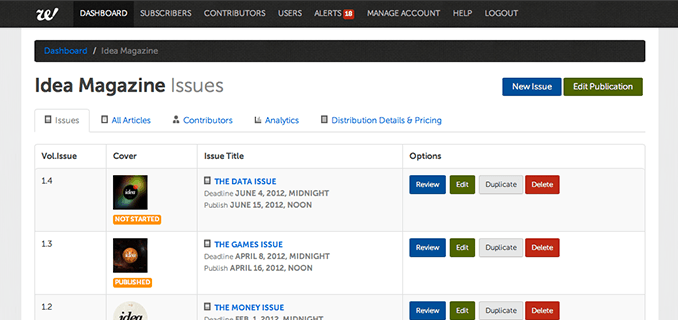 DASHBOARD SUBSCRIBERS CONTRIBUTORS USERS ALERTS 18 MANAGE ACCOUNT HELP LOGOUT
Dashboard / Idea Magazine
Idea Magazine Issues
New Issue Edit Publication
Issues All Articles Contributors Analytics Distribution Details & Pricing
Vol.Issue Cover Issue Title Options
1.4 idea THE DATA ISSUE Review Edit Duplicate Delete
Deadline JUNE 4, 2012, MIDNIGHT
Publish JUNE 15, 2012, NOON
NOT STARTED
1.3 idea THE GAMES ISSUE Review Edit Duplicate Delete
Deadline APRIL 8, 2012, MIDNIGHT
Publish APRIL 16, 2012, NOON
PUBLISHED
1.2 idea THE MONEY ISSUE Review Edit Duplicate Delete
Deadline FEB. 1, 2012, MIDNIGHT